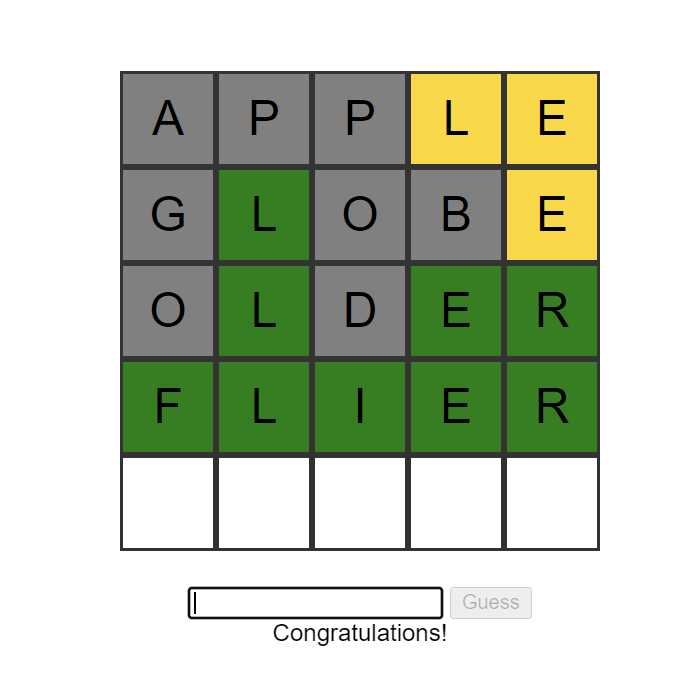 A P P L E
G L O B E
O L D E R
F L I E R
Guess
Congratulations!